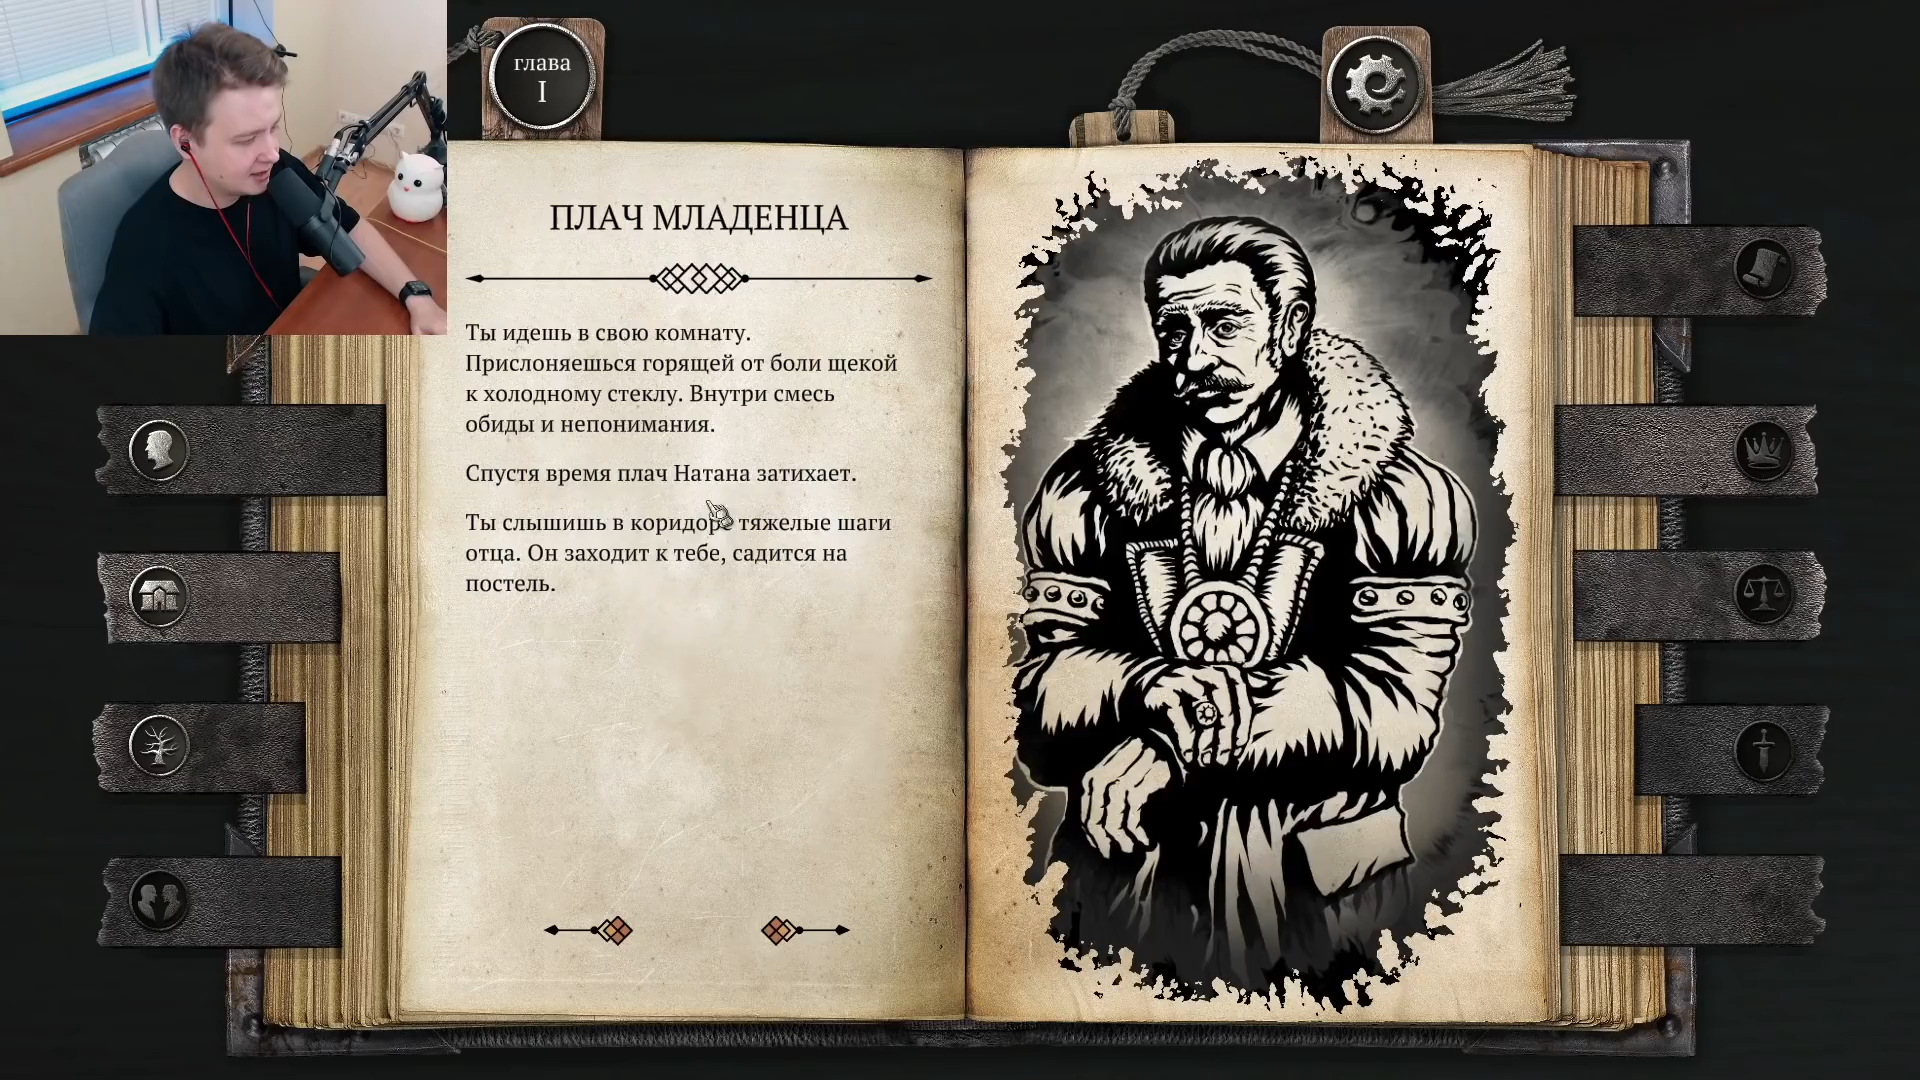 глава
I
ПЛАЧ МЛАДЕНЦА
Ты идешь в свою комнату.
Прислоняешься горящей от боли щекой
к холодному стеклу. Внутри смесь
обиды и непонимания.
Спустя время плач Натана затихает.
Ты слышишь в коридоре тяжелые шаги
отца. Он заходит к тебе, садится на
постель.